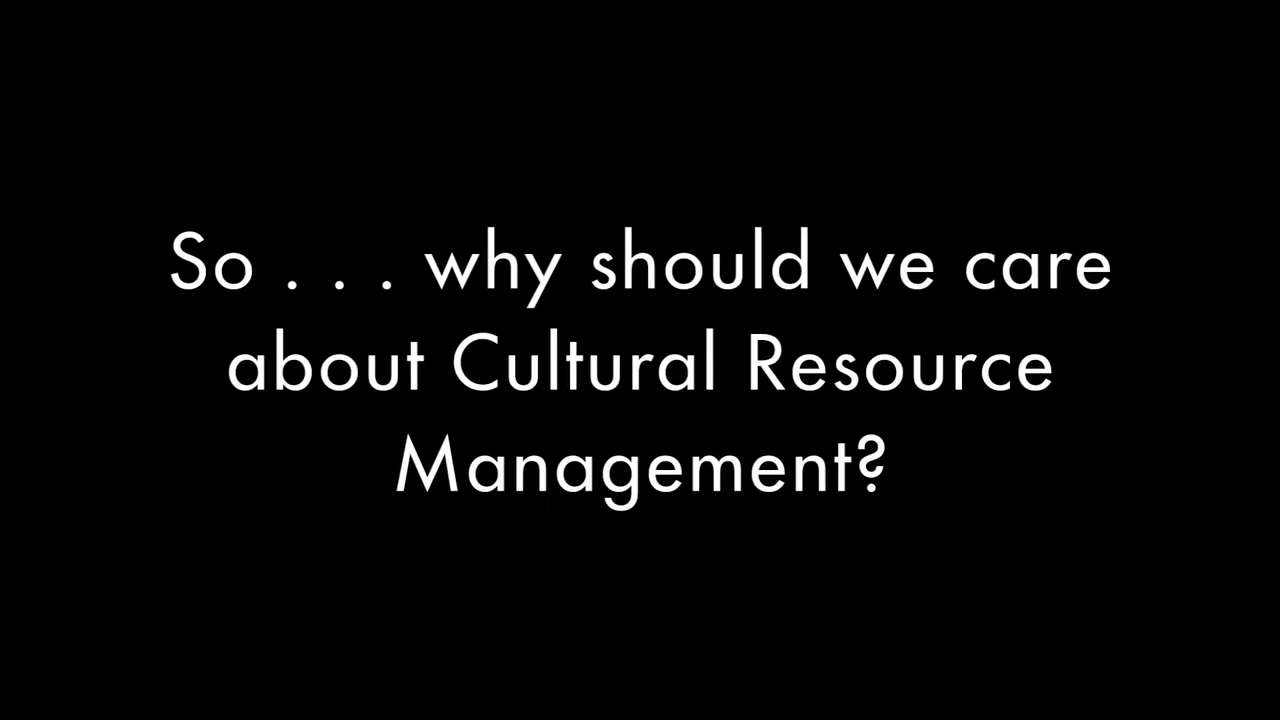 So . . . why should we care
about Cultural Resource
Management?